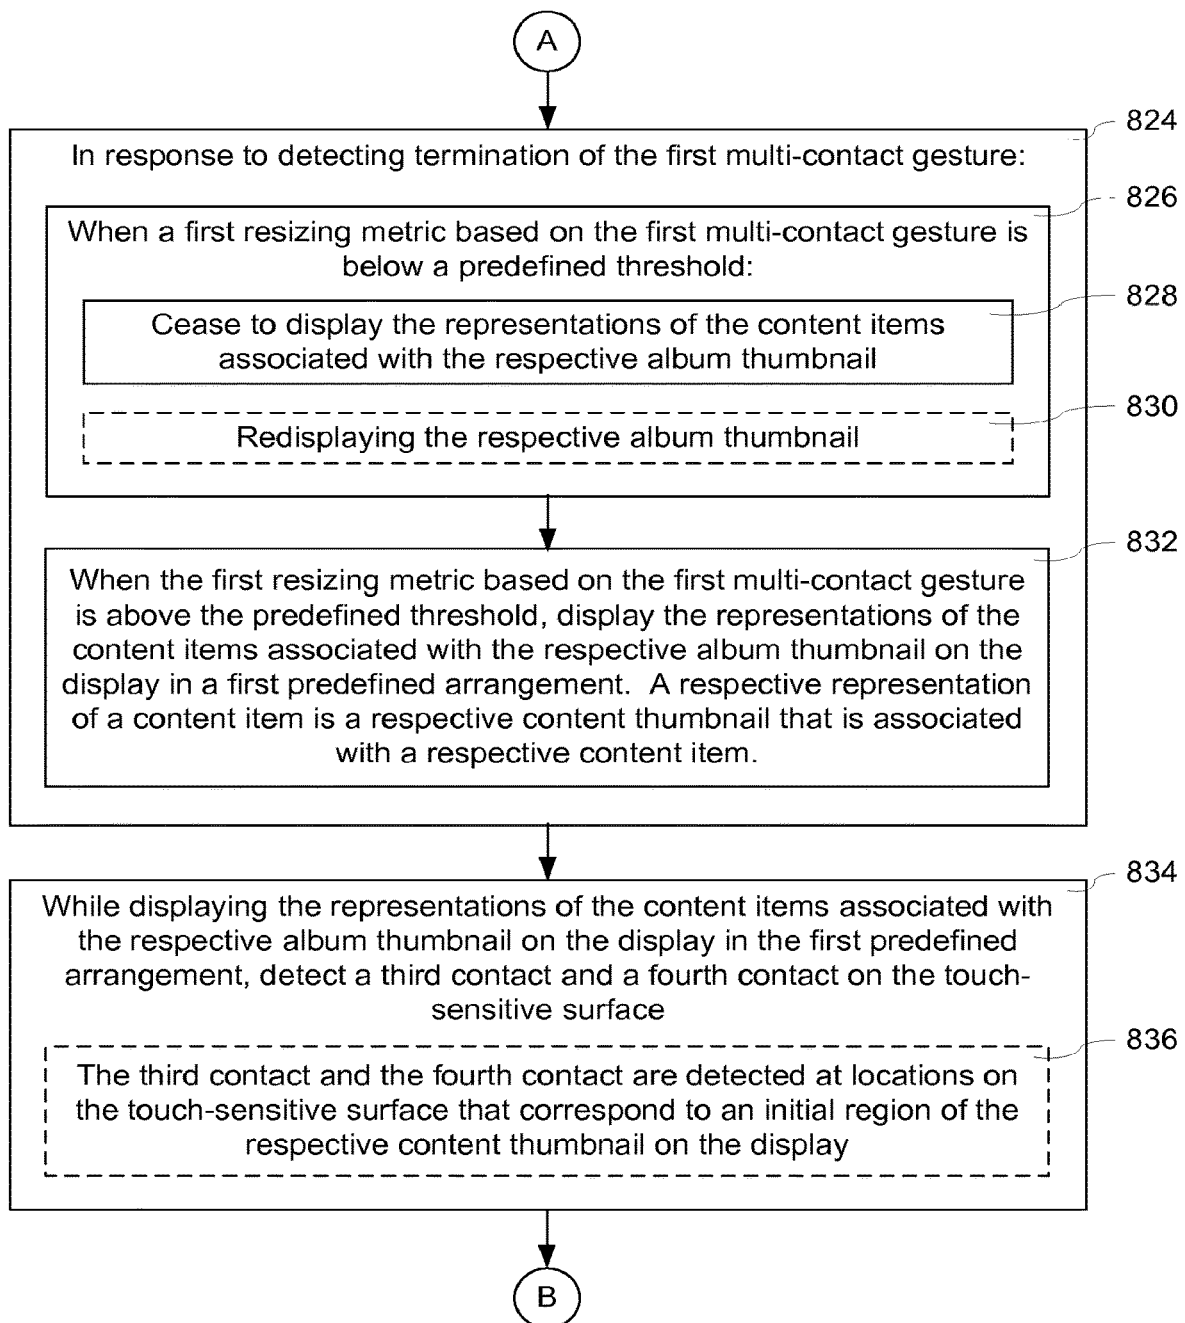 A
824
In response to detecting termination of the first multi-contact gesture:
826
When a first resizing metric based on the first multi-contact gesture is
below a predefined threshold:
828
Cease to display the representations of the content items
associated with the respective album thumbnail
830
Redisplaying the respective album thumbnail
832
When the first resizing metric based on the first multi-contact gesture
is above the predefined threshold, display the representations of the
content items associated with the respective album thumbnail on the
display in a first predefined arrangement.  A respective representation
of a content item is a respective content thumbnail that is associated
with a respective content item.
834
While displaying the representations of the content items associated with
the respective album thumbnail on the display in the first predefined
arrangement, detect a third contact and a fourth contact on the touch-
sensitive surface
836
The third contact and the fourth contact are detected at locations on
the touch-sensitive surface that correspond to an initial region of the
respective content thumbnail on the display
B